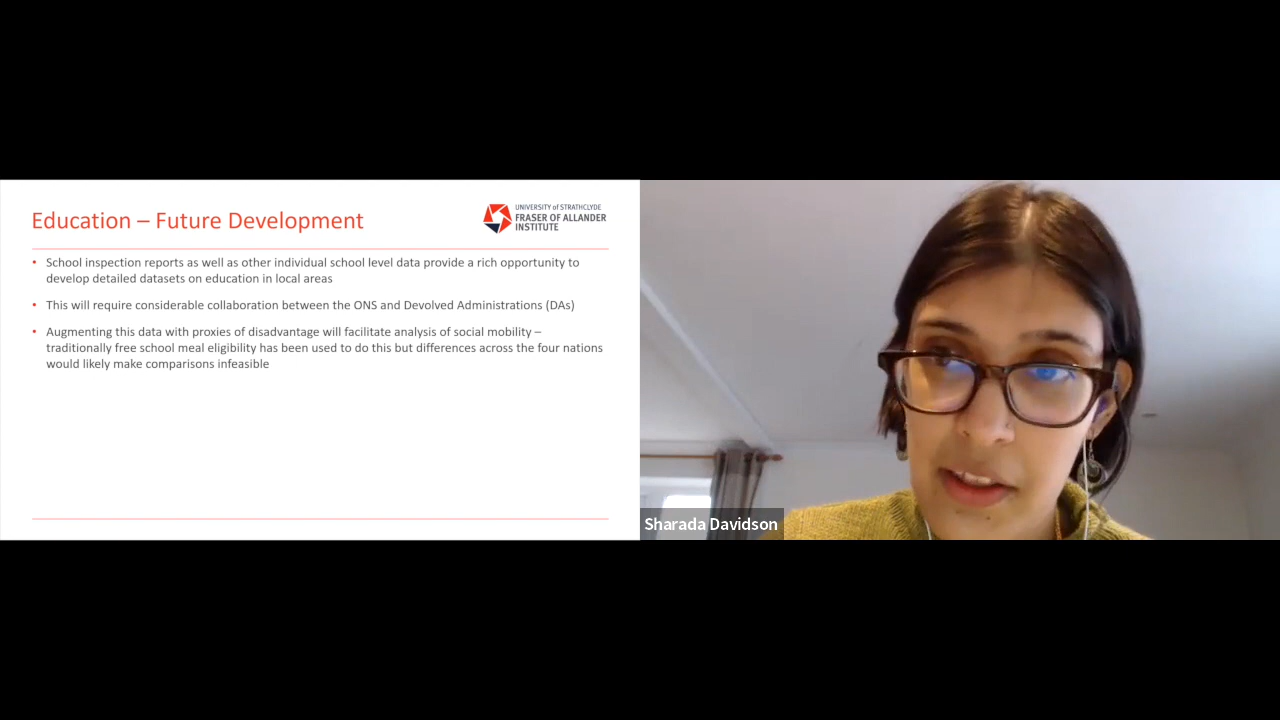 Education – Future Development
UNIVERSITY of STRATHCLYDE
FRASER OF ALLANDER
INSTITUTE
• School inspection reports as well as other individual school level data provide a rich opportunity to
develop detailed datasets on education in local areas
• This will require considerable collaboration between the ONS and Devolved Administrations (DAs)
• Augmenting this data with proxies of disadvantage will facilitate analysis of social mobility –
traditionally free school meal eligibility has been used to do this but differences across the four nations
would likely make comparisons infeasible
Sharada Davidson